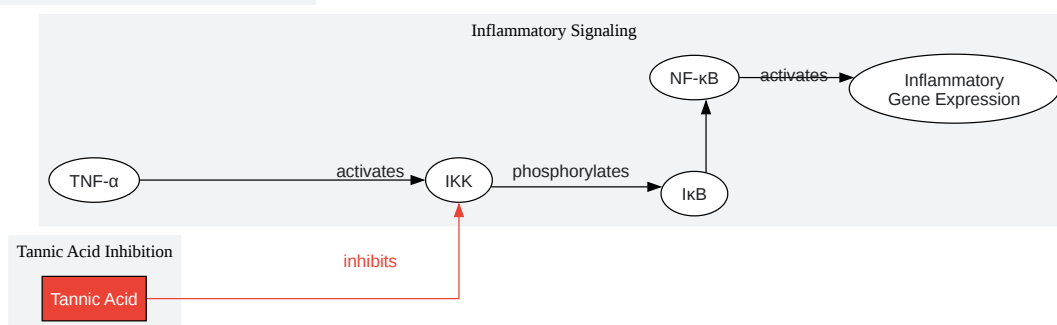 Inflammatory Signaling
NF-κB
activates
Inflammatory
Gene Expression
TNF-α
activates
IKK
phosphorylates
IκB
Tannic Acid Inhibition
inhibits
Tannic Acid